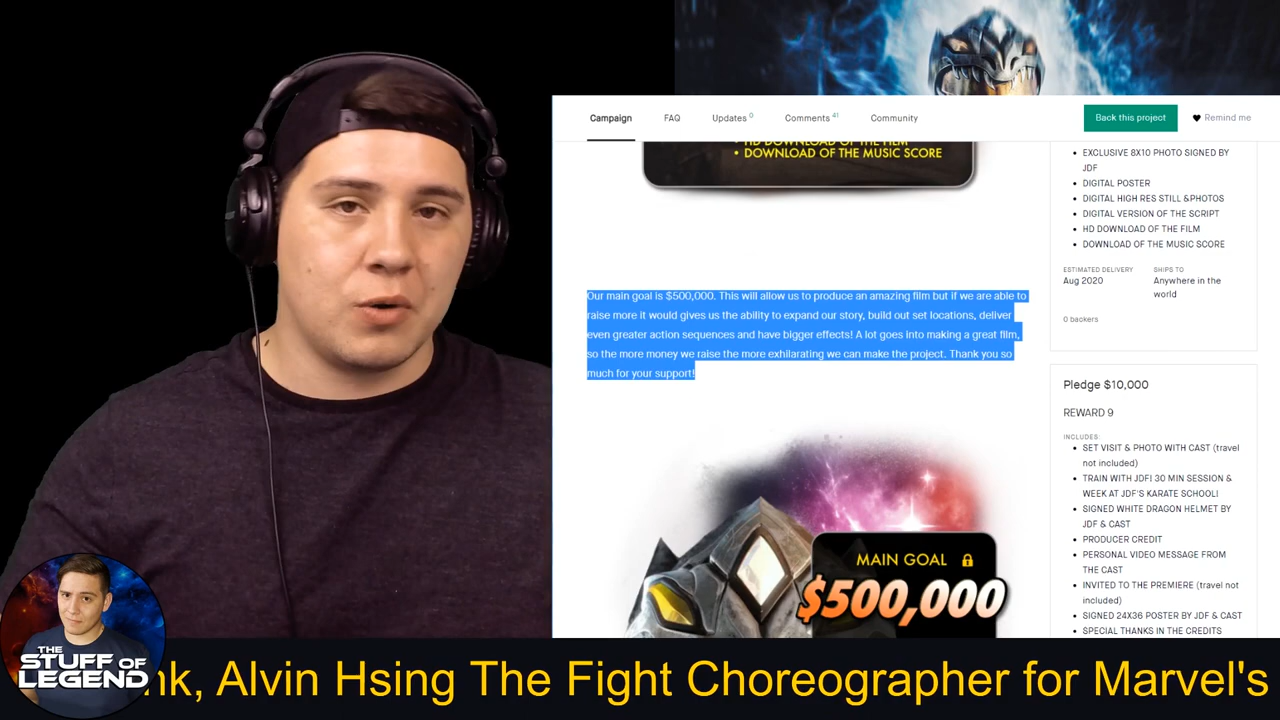 Campaign
FAQ
Updates 0
Comments 41
Community
Back this project
Remind me
• HD DOWNLOAD OF THE FILM
• DOWNLOAD OF THE MUSIC SCORE
Our main goal is $500,000. This will allow us to produce an amazing film but if we are able to
raise more it would gives us the ability to expand our story, build out set locations, deliver
even greater action sequences and have bigger effects! A lot goes into making a great film,
so the more money we raise the more exhilarating we can make the project. Thank you so
much for your support!
MAIN GOAL
$500,000
• EXCLUSIVE 8X10 PHOTO SIGNED BY
JDF
• DIGITAL POSTER
• DIGITAL HIGH RES STILL &PHOTOS
• DIGITAL VERSION OF THE SCRIPT
• HD DOWNLOAD OF THE FILM
• DOWNLOAD OF THE MUSIC SCORE
ESTIMATED DELIVERY
Aug 2020
SHIPS TO
Anywhere in the
world
0 backers
Pledge $10,000
REWARD 9
INCLUDES:
• SET VISIT & PHOTO WITH CAST (travel
not included)
• TRAIN WITH JDF! 30 MIN SESSION &
WEEK AT JDF'S KARATE SCHOOL!
• SIGNED WHITE DRAGON HELMET BY
JDF & CAST
• PRODUCER CREDIT
• PERSONAL VIDEO MESSAGE FROM
THE CAST
• INVITED TO THE PREMIERE (travel not
included)
• SIGNED 24X36 POSTER BY JDF & CAST
• SPECIAL THANKS IN THE CREDITS
THE
STUFF OF
LEGEND
nk, Alvin Hsing The Fight Choreographer for Marvel's